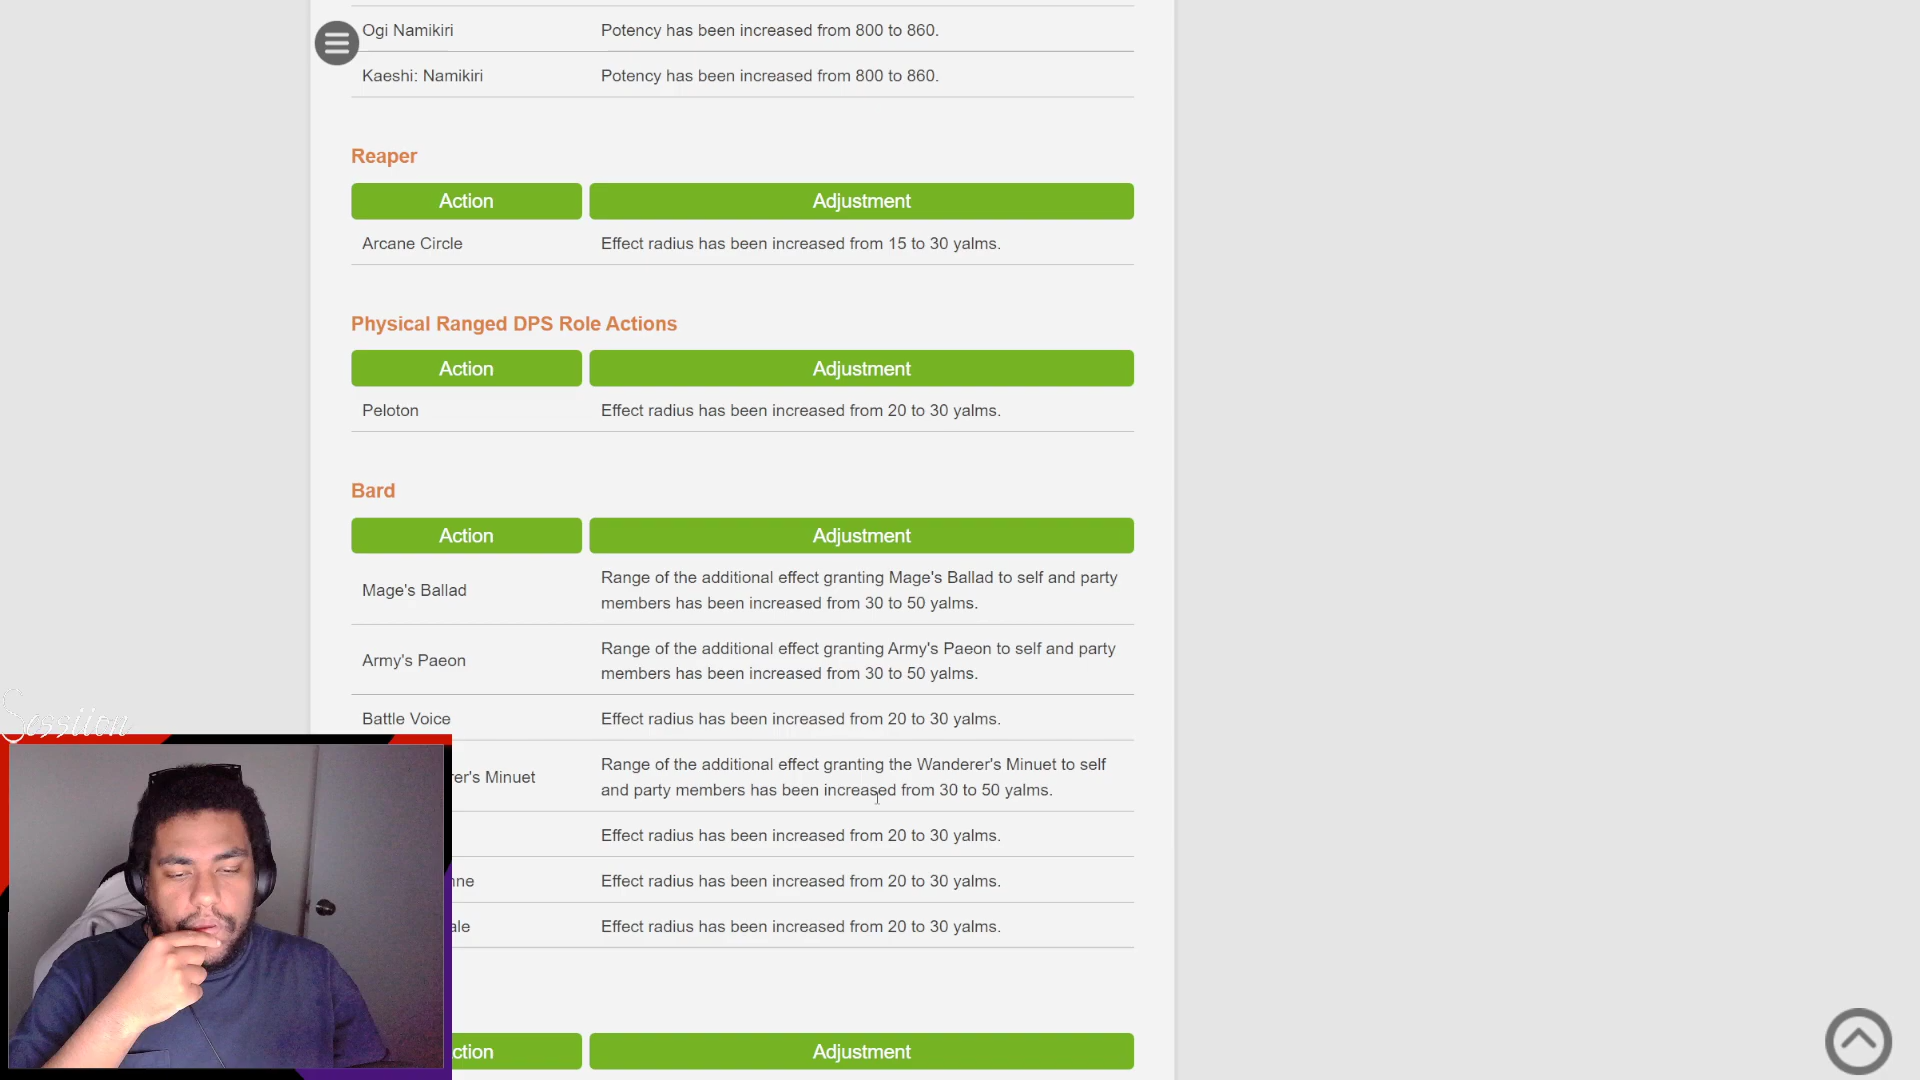 Ogi Namikiri Potency has been increased from 800 to 860.
Kaeshi: Namikiri Potency has been increased from 800 to 860.
Reaper
Action Adjustment
Arcane Circle Effect radius has been increased from 15 to 30 yalms.
Physical Ranged DPS Role Actions
Action Adjustment
Peloton Effect radius has been increased from 20 to 30 yalms.
Bard
Action Adjustment
Mage's Ballad
Range of the additional effect granting Mage's Ballad to self and party
members has been increased from 30 to 50 yalms.
Army's Paeon
Range of the additional effect granting Army's Paeon to self and party
members has been increased from 30 to 50 yalms.
Battle Voice Effect radius has been increased from 20 to 30 yalms.
er's Minuet
Range of the additional effect granting the Wanderer's Minuet to self
and party members has been increased from 30 to 50 yalms.
Effect radius has been increased from 20 to 30 yalms.
nne Effect radius has been increased from 20 to 30 yalms.
ale Effect radius has been increased from 20 to 30 yalms.
ction Adjustment